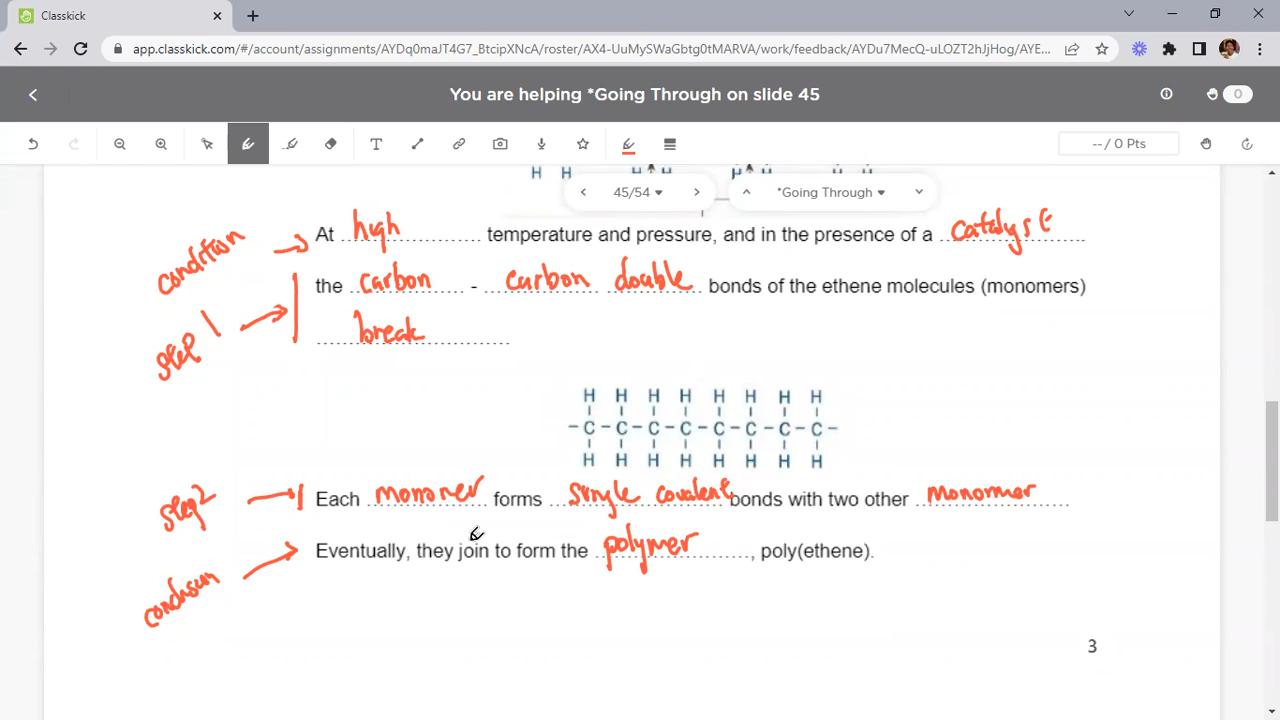 Classkick
app.classkick.com/#/account/assignments/AYDq0maJT4G7_BtcipXNrA/roster/AX4-UuMySWaGbtg0tMARVA/work/feedback/AYDu7MecQ-uLOZT2hJjHog/AYE...
You are helping *Going Through on slide 45
0
-- / 0 Pts
H H H H H H H H
45/54 *Going Through
condition At high temperature and pressure, and in the presence of a catalyst
the carbon - carbon double bonds of the ethene molecules (monomers)
step 1 break
H H H H H H H H
- C - C - C - C - C - C - C - C -
H H H H H H H H
step 2 Each monomer forms single covalent bonds with two other monormer
Eventually, they join to form the polymer, poly(ethene).
3